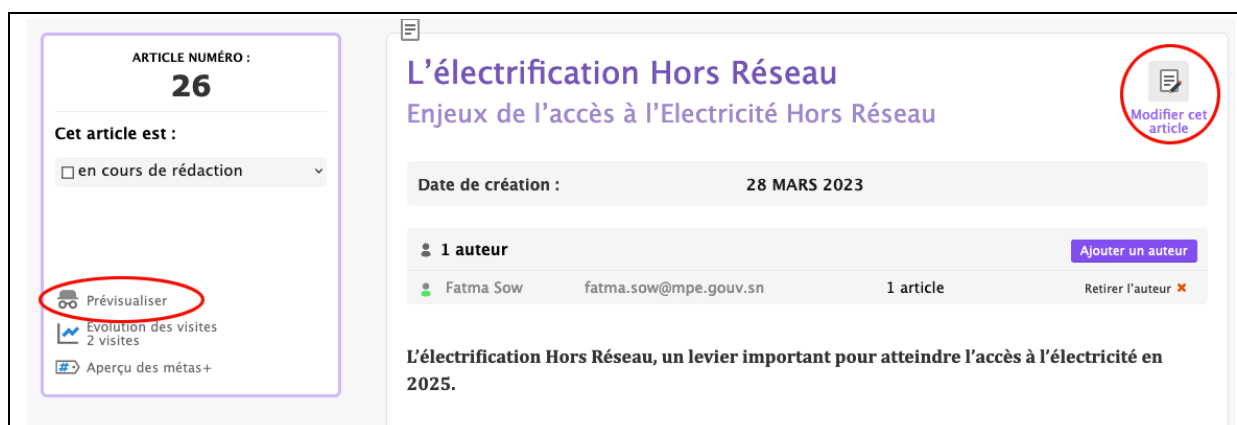 ARTICLE NUMÉRO :
26
Cet article est :
en cours de rédaction
Prévisualiser
Evolution des visites
2 visites
Aperçu des métas+
L'électrification Hors Réseau
Enjeux de l'accès à l'Electricité Hors Réseau
Modifier cet
article
Date de création : 28 MARS 2023
1 auteur Ajouter un auteur
Fatma Sow fatma.sow@mpe.gouv.sn 1 article Retirer l'auteur ×
L'électrification Hors Réseau, un levier important pour atteindre l'accès à l'électricité en
2025.